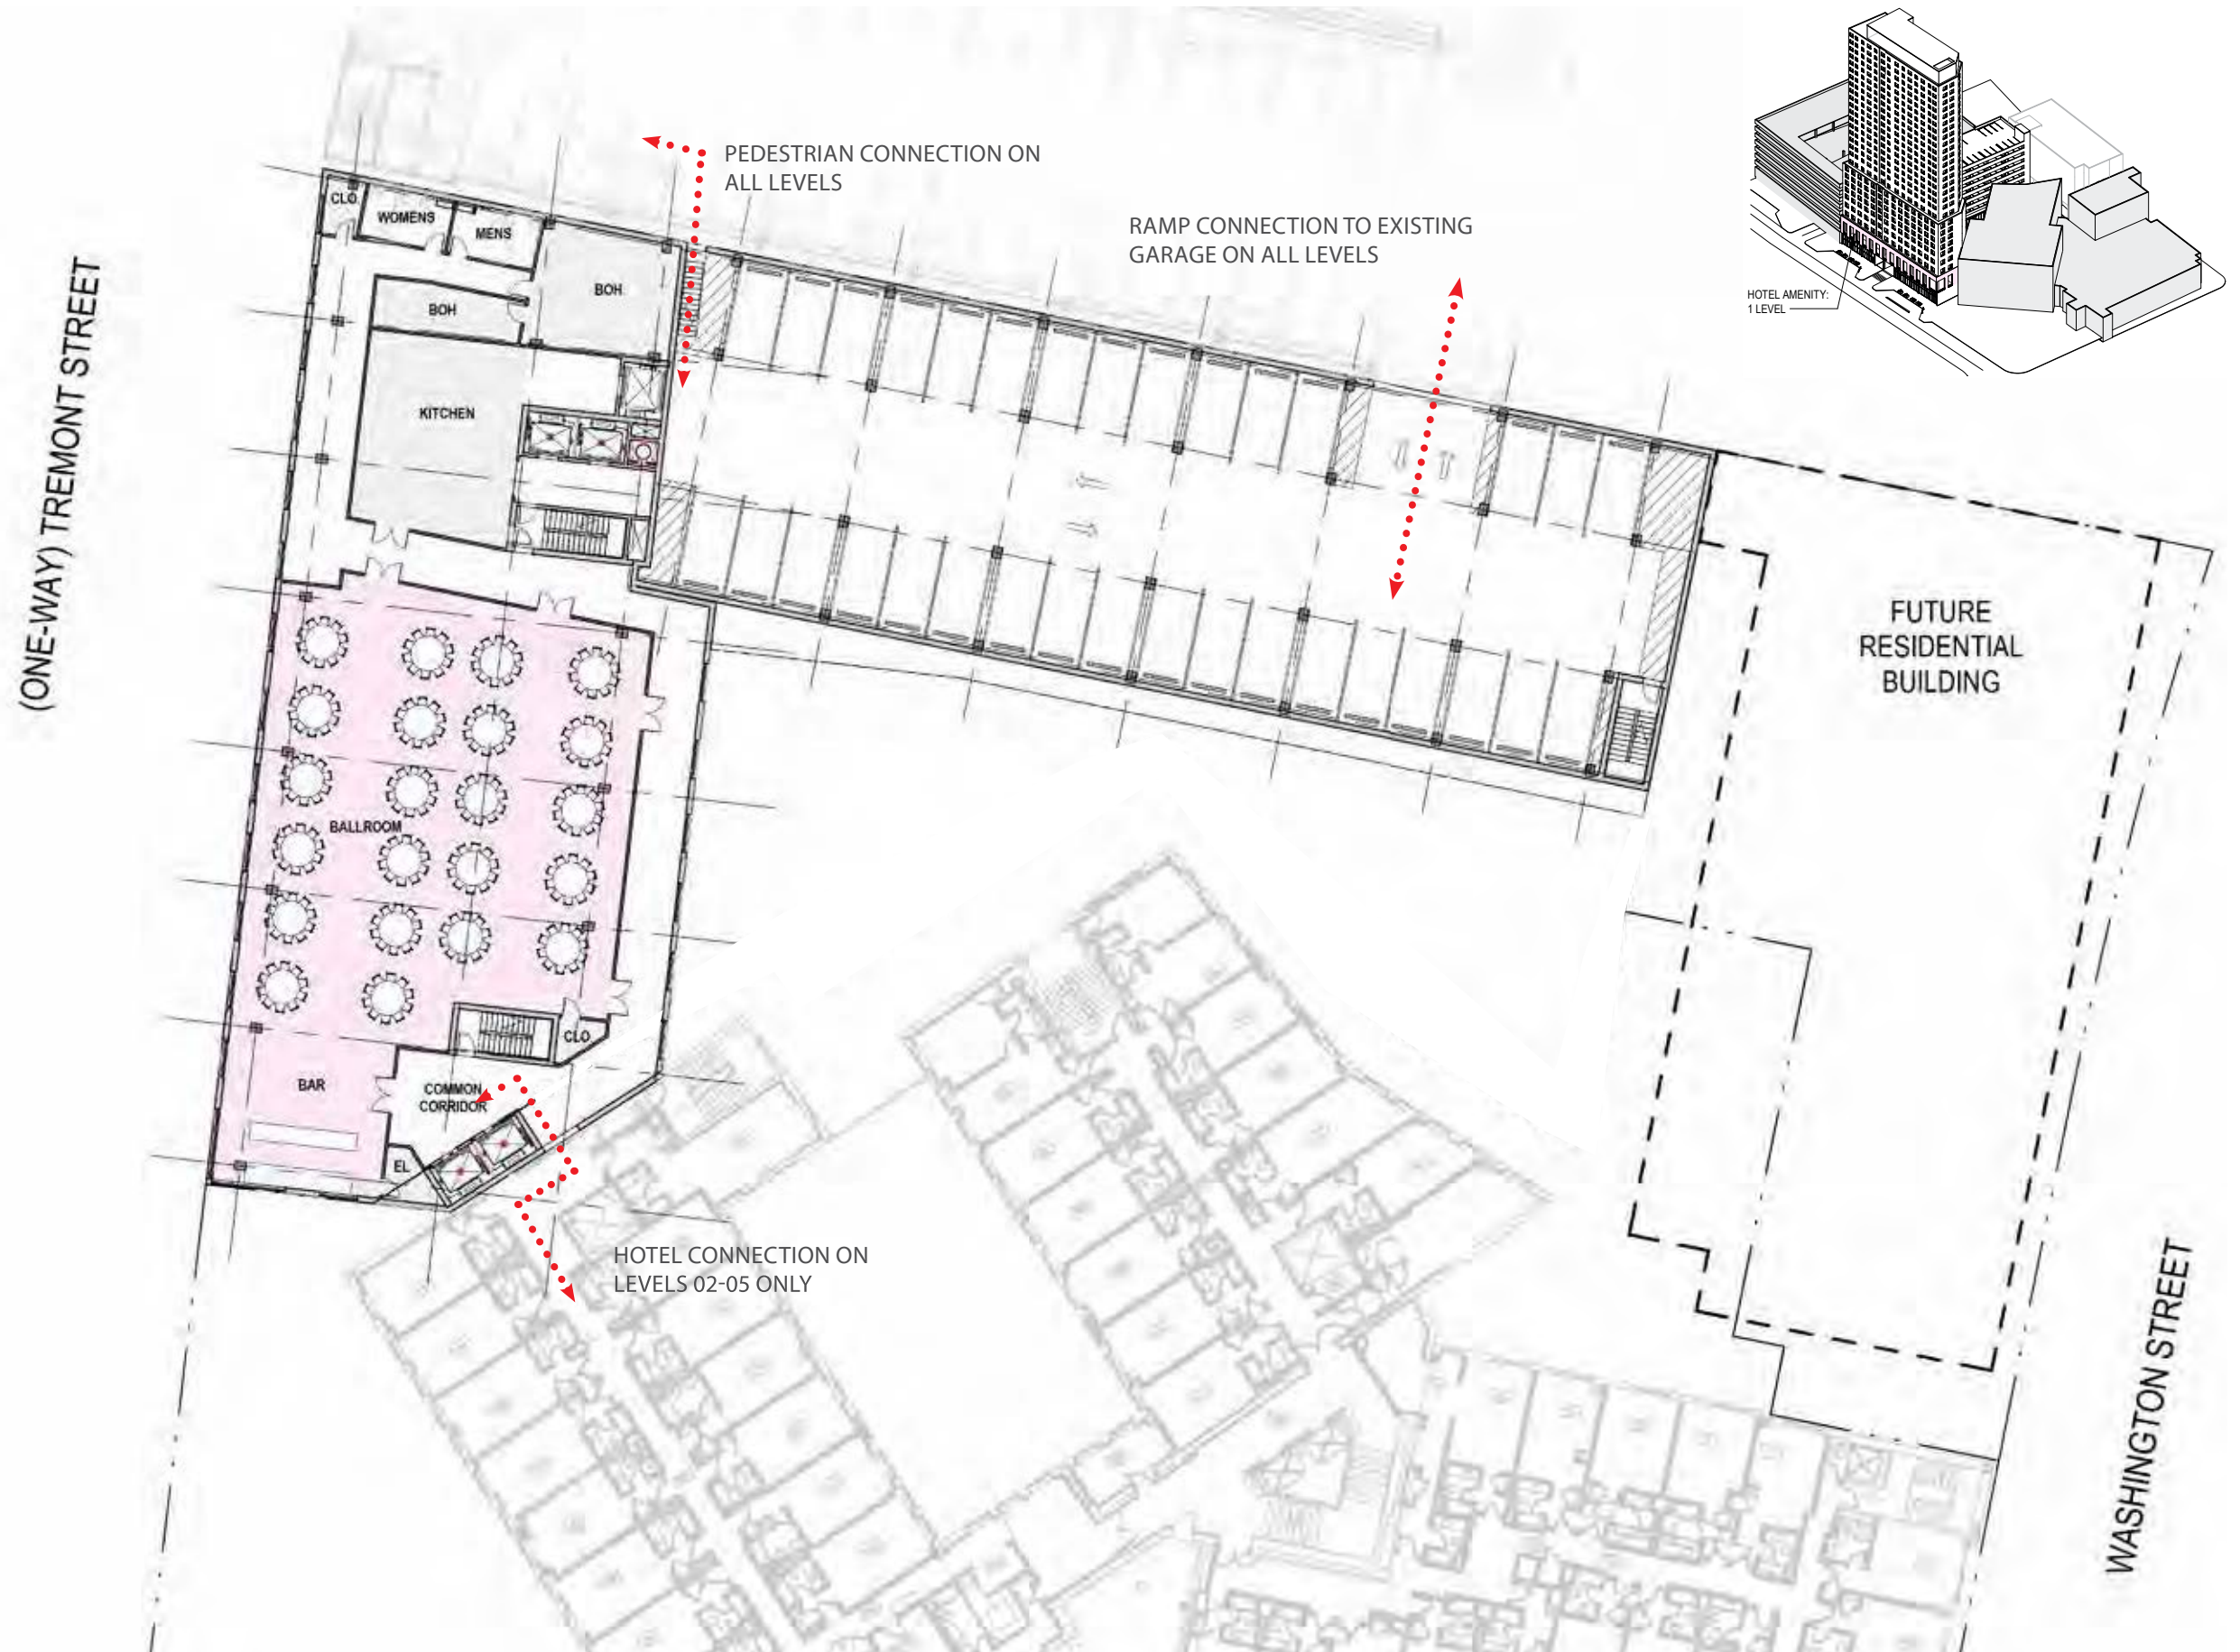 PEDESTRIAN CONNECTION ON
ALL LEVELS
RAMP CONNECTION TO EXISTING
GARAGE ON ALL LEVELS
HOTEL AMENITY:
1 LEVEL
(ONE-WAY) TREMONT STREET
CLO
WOMENS
MENS
BOH
BOH
KITCHEN
FUTURE
RESIDENTIAL
BUILDING
BALLROOM
CLO
BAR
COMMON
CORRIDOR
EL
HOTEL CONNECTION ON
LEVELS 02-05 ONLY
WASHINGTON STREET